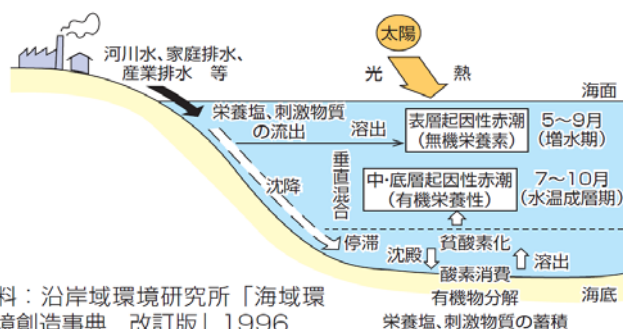 河川水、家庭排水、
産業排水 等
太陽
光
熱
海面
栄養塩、刺激物質
の流出
溶出
表層起因性赤潮
(無機栄養素)
5〜9月
(増水期)
垂直混合
沈降
中・底層起因性赤潮
(有機栄養性)
7〜10月
(水温成層期)
停滞
沈殿
貧酸素化
溶出
酸素消費
有機物分解
海底
栄養塩、刺激物質の蓄積
料：沿岸域環境研究所「海域環
境創造事典 改訂版」1996